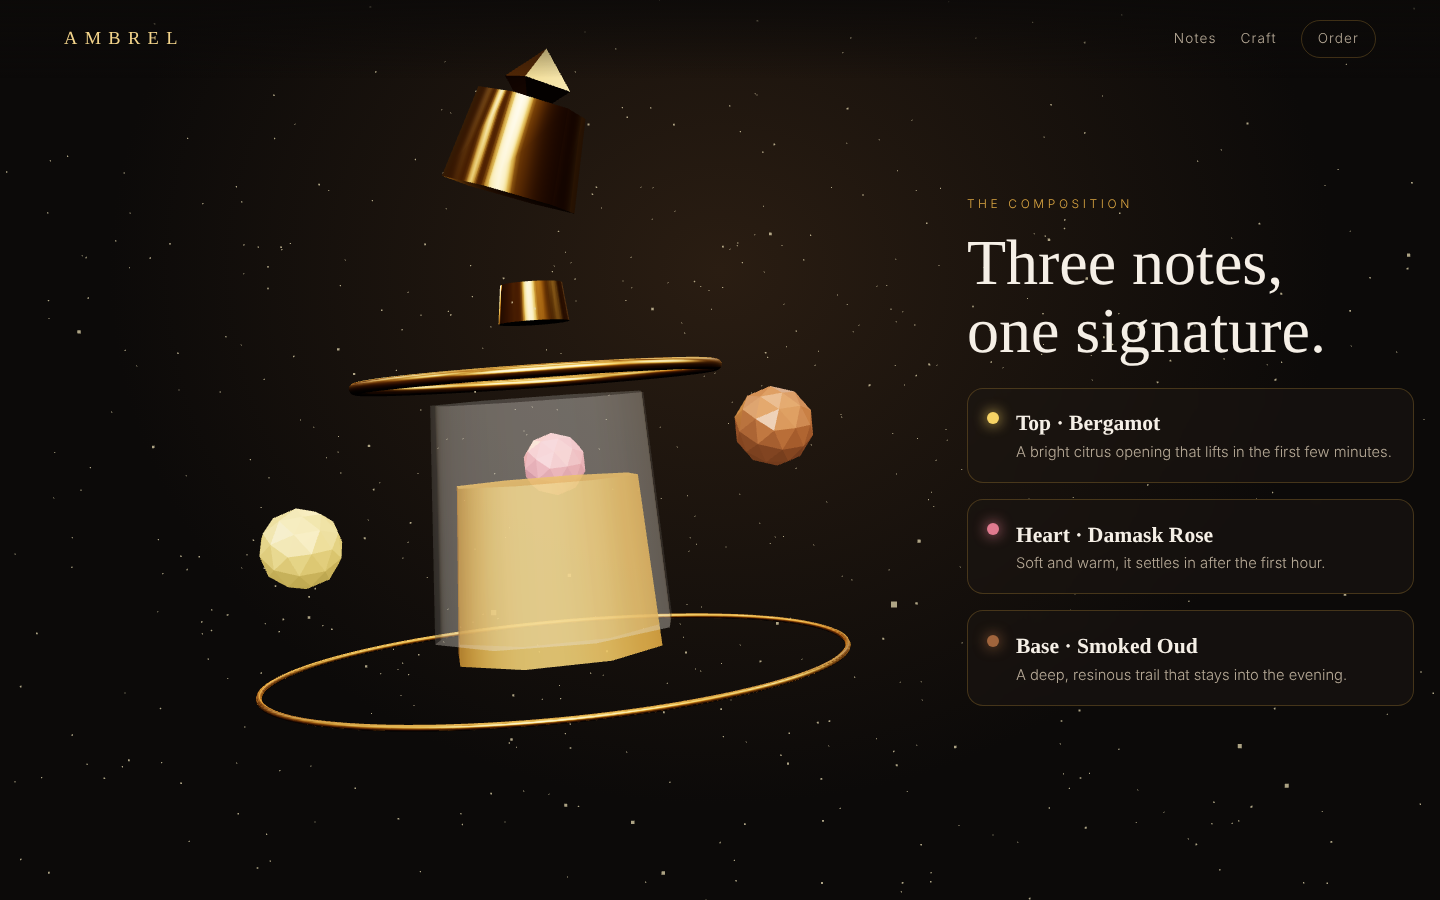 AMBREL
Notes Craft Order
THE COMPOSITION
Three notes,
one signature.
Top · Bergamot
A bright citrus opening that lifts in the first few minutes.
Heart · Damask Rose
Soft and warm, it settles in after the first hour.
Base · Smoked Oud
A deep, resinous trail that stays into the evening.